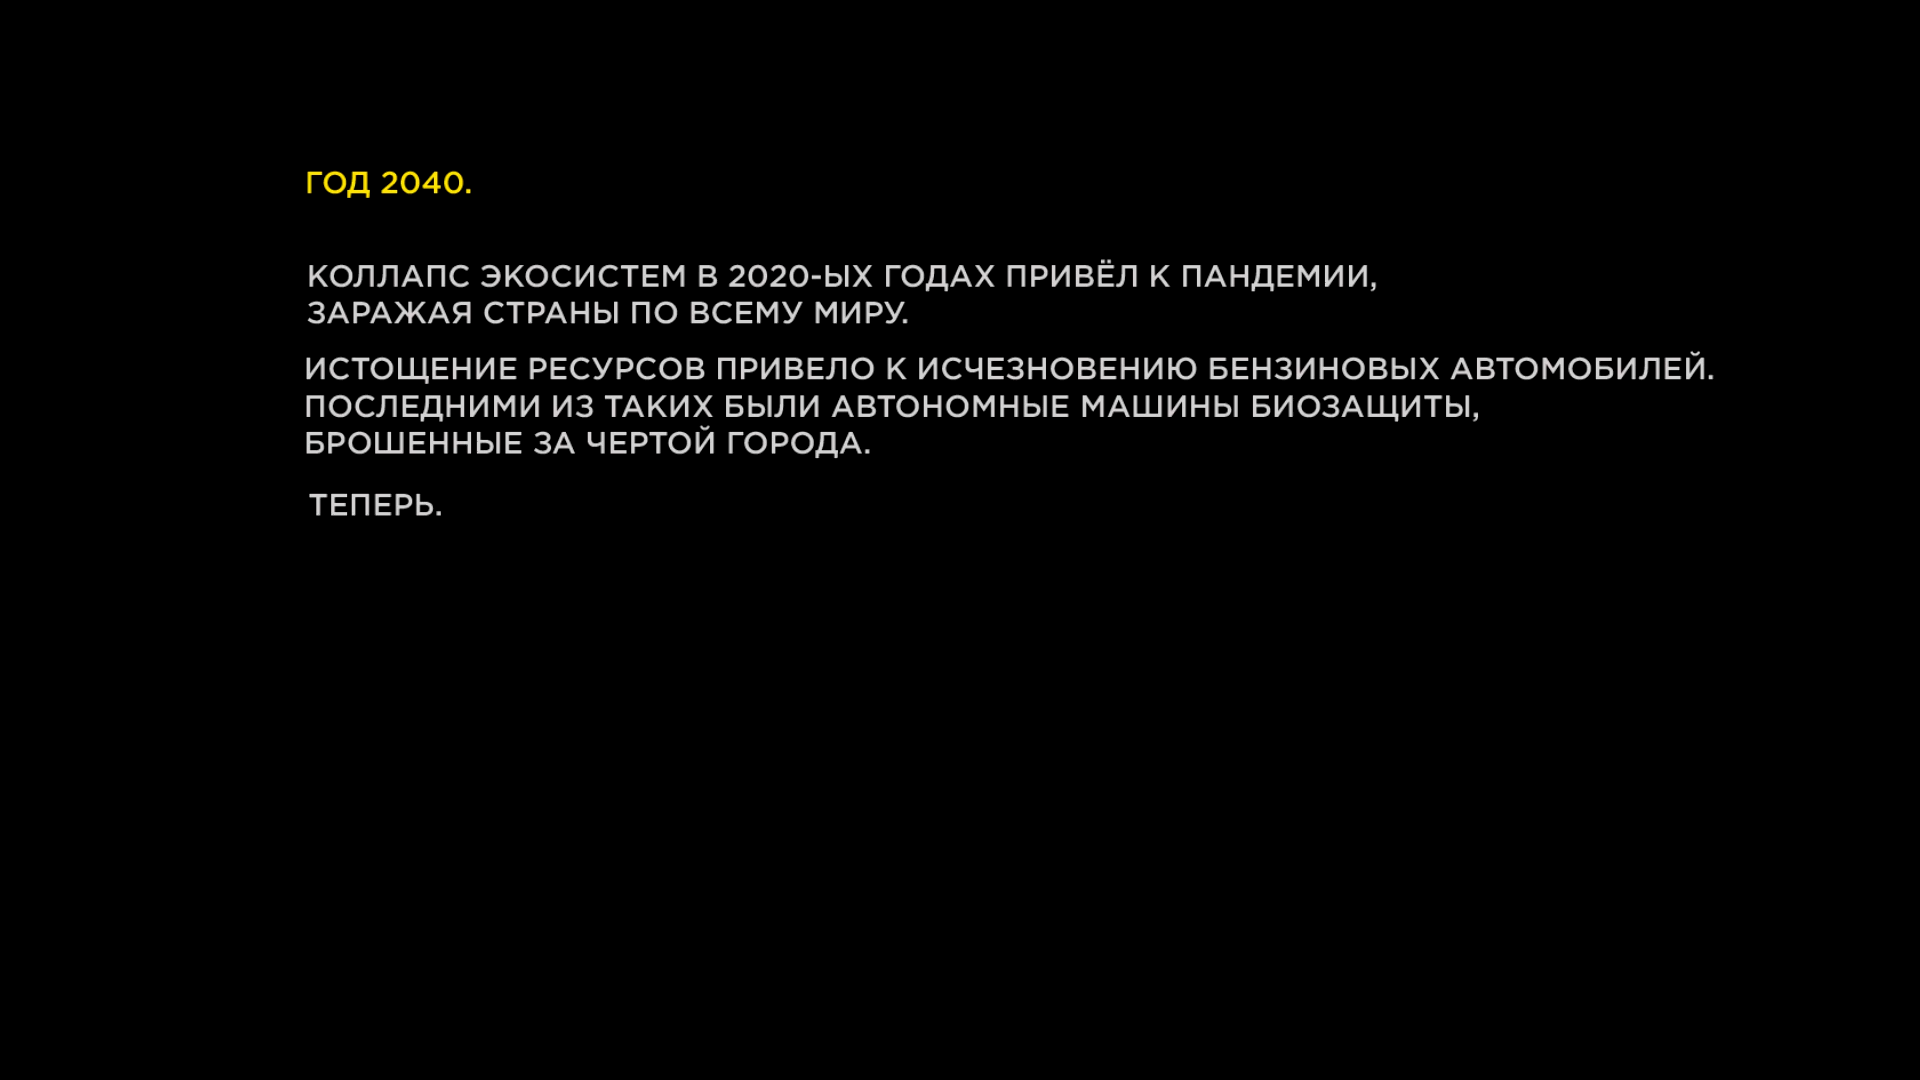 ГОД 2040.
КОЛЛАПС ЭКОСИСТЕМ В 2020-ЫХ ГОДАХ ПРИВЁЛ К ПАНДЕМИИ,
ЗАРАЖАЯ СТРАНЫ ПО ВСЕМУ МИРУ.
ИСТОЩЕНИЕ РЕСУРСОВ ПРИВЕЛО К ИСЧЕЗНОВЕНИЮ БЕНЗИНОВЫХ АВТОМОБИЛЕЙ.
ПОСЛЕДНИМИ ИЗ ТАКИХ БЫЛИ АВТОНОМНЫЕ МАШИНЫ БИОЗАЩИТЫ,
БРОШЕННЫЕ ЗА ЧЕРТОЙ ГОРОДА.
ТЕПЕРЬ.